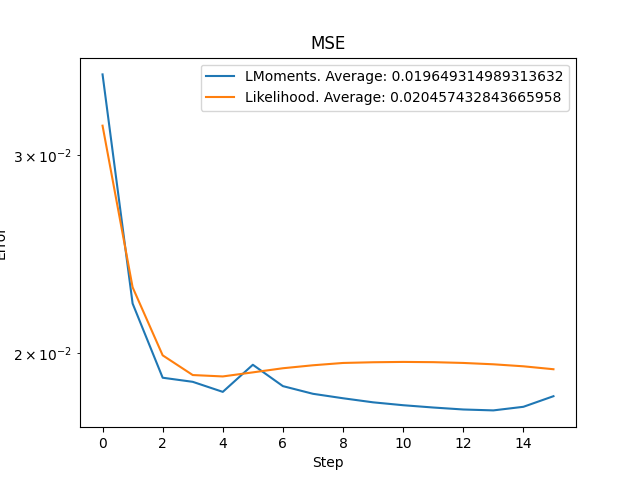 MSE
LMoments. Average: 0.019649314989313632
Likelihood. Average: 0.020457432843665958
3 × 10⁻²
Error
2 × 10⁻²
0 2 4 6 8 10 12 14
Step